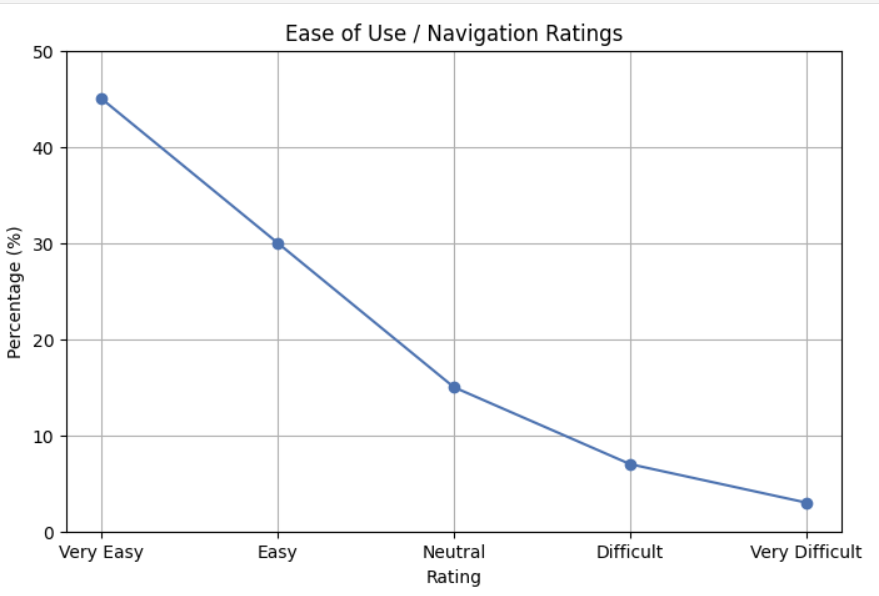 Ease of Use / Navigation Ratings
50
40
30
20
10
0
Percentage (%)
Very Easy Easy Neutral Difficult Very Difficult
Rating